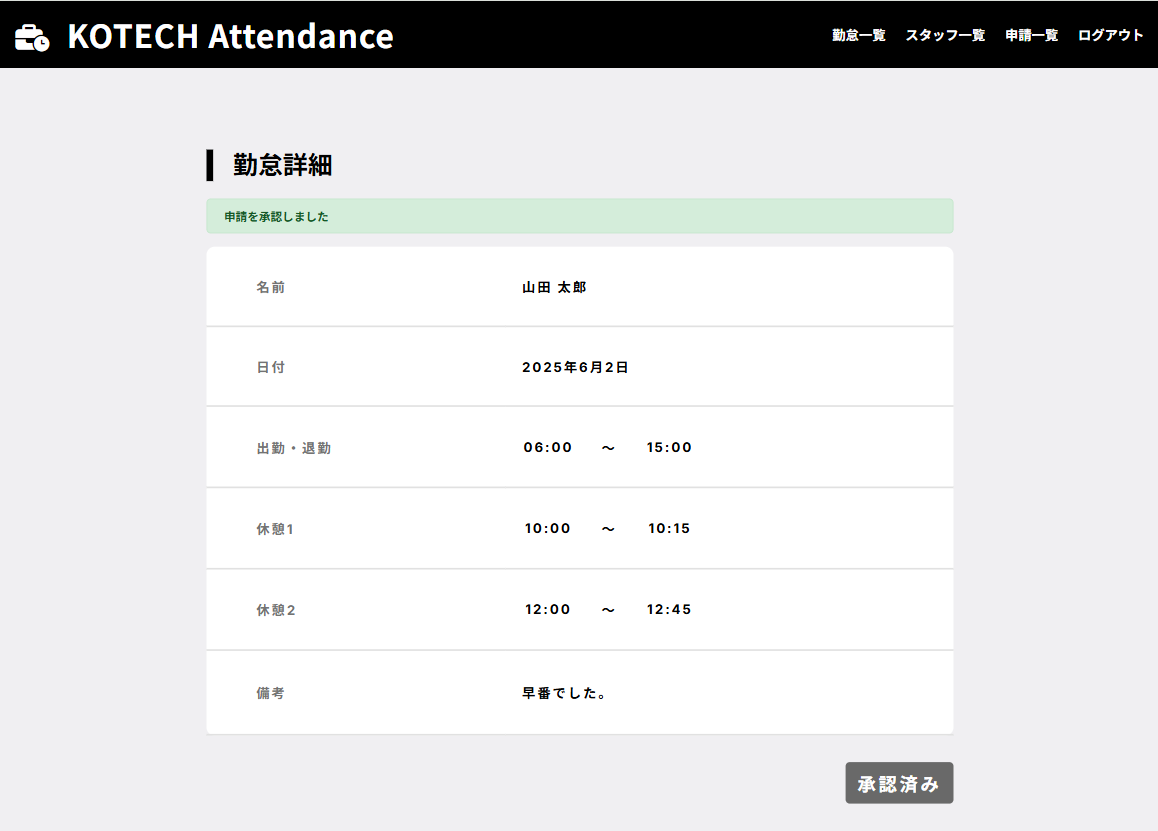 KOTECH Attendance 勤怠一覧 スタッフ一覧 申請一覧 ログアウト
勤怠詳細
申請を承認しました
名前 山田 太郎
日付 2025年6月2日
出勤・退勤 06:00 〜 15:00
休憩1 10:00 〜 10:15
休憩2 12:00 〜 12:45
備考 早番でした。
承認済み